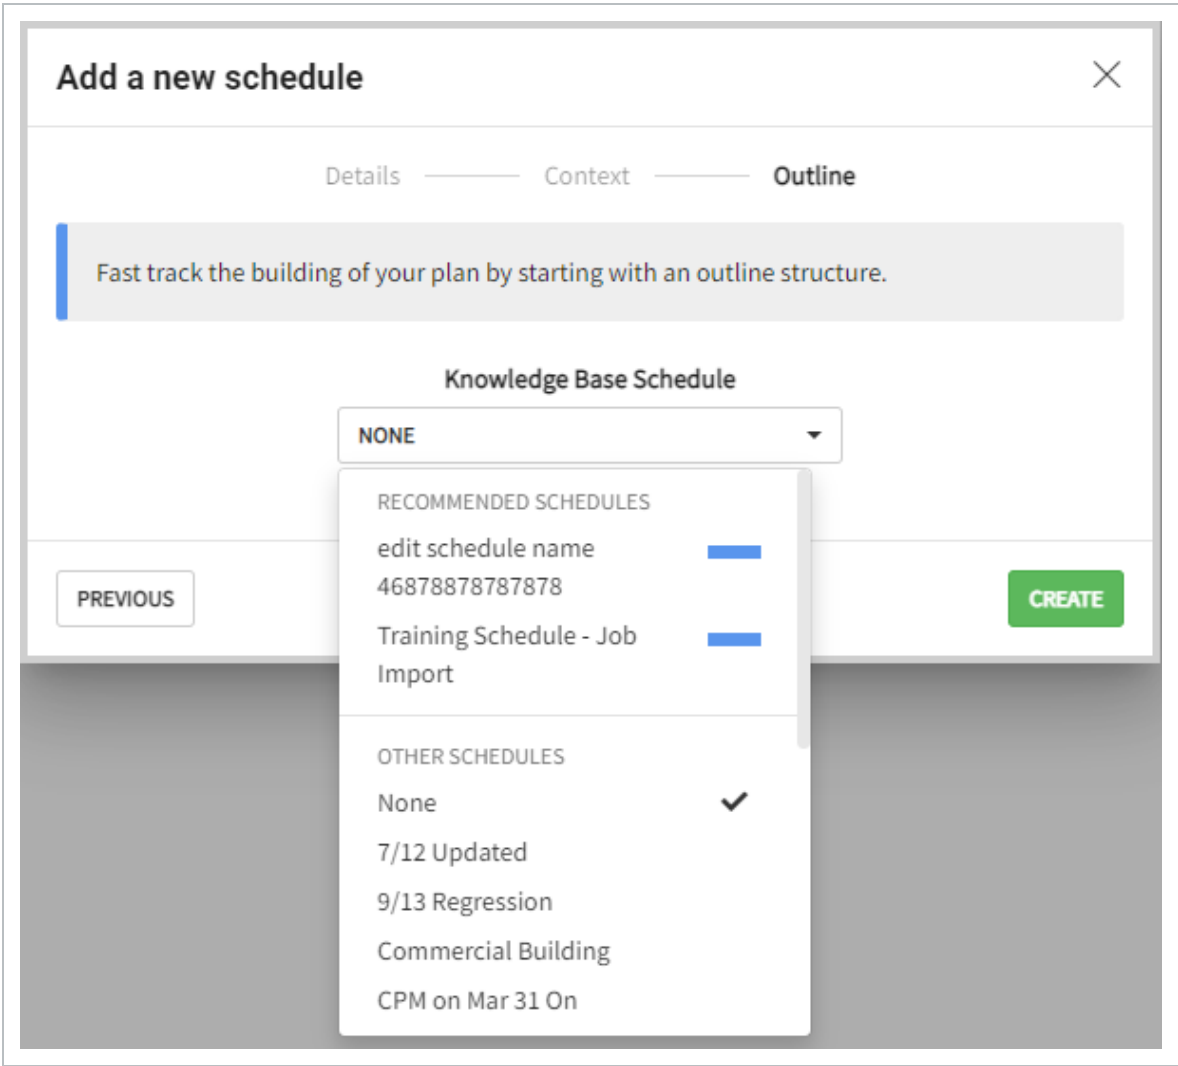 Add a new schedule
Details
Context
Outline
Fast track the building of your plan by starting with an outline structure.
Knowledge Base Schedule
NONE
RECOMMENDED SCHEDULES
edit schedule name
46878878787878
Training Schedule - Job
Import
OTHER SCHEDULES
None
7/12 Updated
9/13 Regression
Commercial Building
CPM on Mar 31 On
PREVIOUS
CREATE